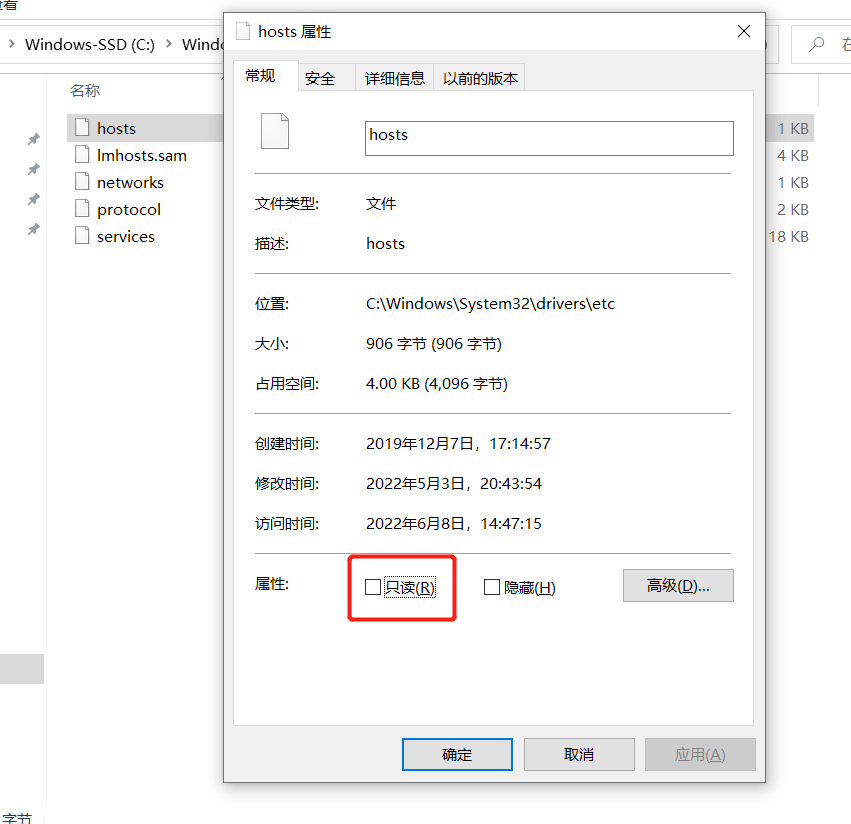 查看
Windows-SSD (C:)
名称
hosts
1 KB
lmhosts.sam
4 KB
networks
1 KB
protocol
2 KB
services
18 KB
字节
hosts 属性
常规 安全 详细信息 以前的版本
hosts
文件类型: 文件
描述: hosts
位置: C:\Windows\System32\drivers\etc
大小: 906 字节 (906 字节)
占用空间: 4.00 KB (4,096 字节)
创建时间: 2019年12月7日，17:14:57
修改时间: 2022年5月3日，20:43:54
访问时间: 2022年6月8日，14:47:15
属性: 只读(R) 隐藏(H) 高级(D)...
确定 取消 应用(A)